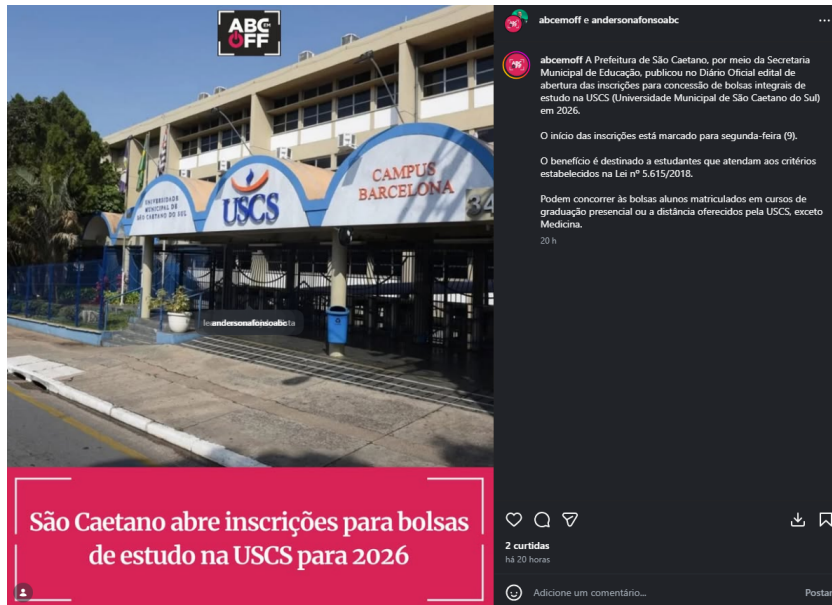 ABC EM
OFF
UNIVERSIDADE
MUNICIPAL DE
SÃO CAETANO DO SUL
USCS
CAMPUS
BARCELONA
34
andersonafonsoabc
São Caetano abre inscrições para bolsas
de estudo na USCS para 2026
abcemoff e andersonafonsoabc
abcemoff A Prefeitura de São Caetano, por meio da Secretaria
Municipal de Educação, publicou no Diário Oficial edital de
abertura das inscrições para concessão de bolsas integrais de
estudo na USCS (Universidade Municipal de São Caetano do Sul)
em 2026.
O início das inscrições está marcado para segunda-feira (9).
O benefício é destinado a estudantes que atendam aos critérios
estabelecidos na Lei nº 5.615/2018.
Podem concorrer às bolsas alunos matriculados em cursos de
graduação presencial ou a distância oferecidos pela USCS, exceto
Medicina.
20 h
2 curtidas
há 20 horas
Adicione um comentário...
Postar